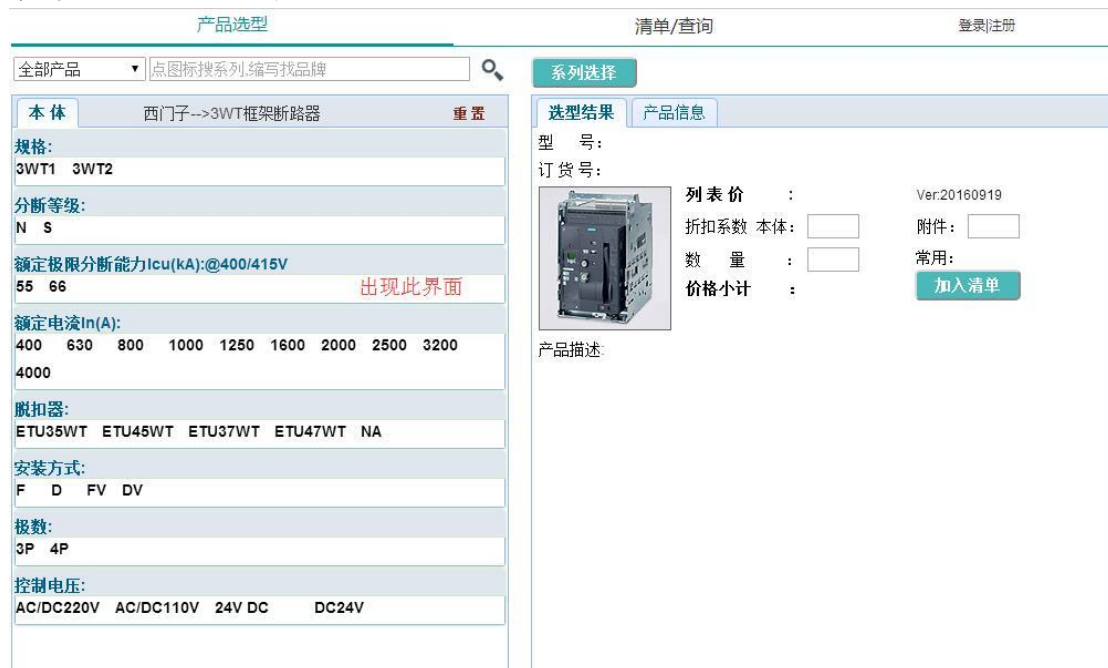 产品选型 清单/查询 登录|注册
全部产品 点图标搜系列,缩写找品牌 系列选择
本体 西门子-->3WT框架断路器 重置
规格:
3WT1 3WT2
分断等级:
N S
额定极限分断能力Icu(kA):@400/415V
55 66 出现此界面
额定电流In(A):
400 630 800 1000 1250 1600 2000 2500 3200
4000
脱扣器:
ETU35WT ETU45WT ETU37WT ETU47WT NA
安装方式:
F D FV DV
极数:
3P 4P
控制电压:
AC/DC220V AC/DC110V 24V DC DC24V
选型结果 产品信息
型 号:
订货号:
列表价 : Ver:20160919
折扣系数 本体: 附件:
数 量 : 常用:
价格小计 : 加入清单
产品描述: